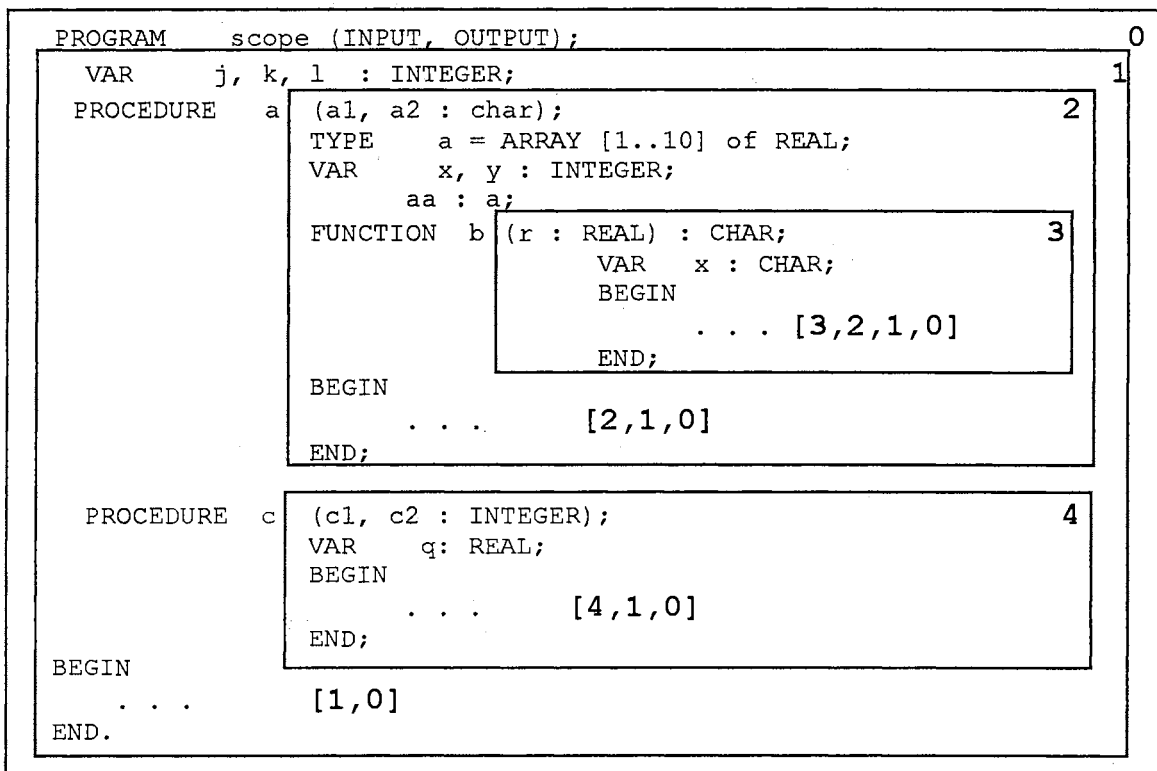 PROGRAM scope (INPUT, OUTPUT); 0
VAR j, k, l : INTEGER; 1
PROCEDURE a (a1, a2 : char); 2
TYPE a = ARRAY [1..10] of REAL;
VAR x, y : INTEGER;
aa : a;
FUNCTION b (r : REAL) : CHAR; 3
VAR x : CHAR;
BEGIN
. . . [3,2,1,0]
END;
BEGIN
. . . [2,1,0]
END;
PROCEDURE c (c1, c2 : INTEGER); 4
VAR q: REAL;
BEGIN
. . . [4,1,0]
END;
BEGIN
. . . [1,0]
END.